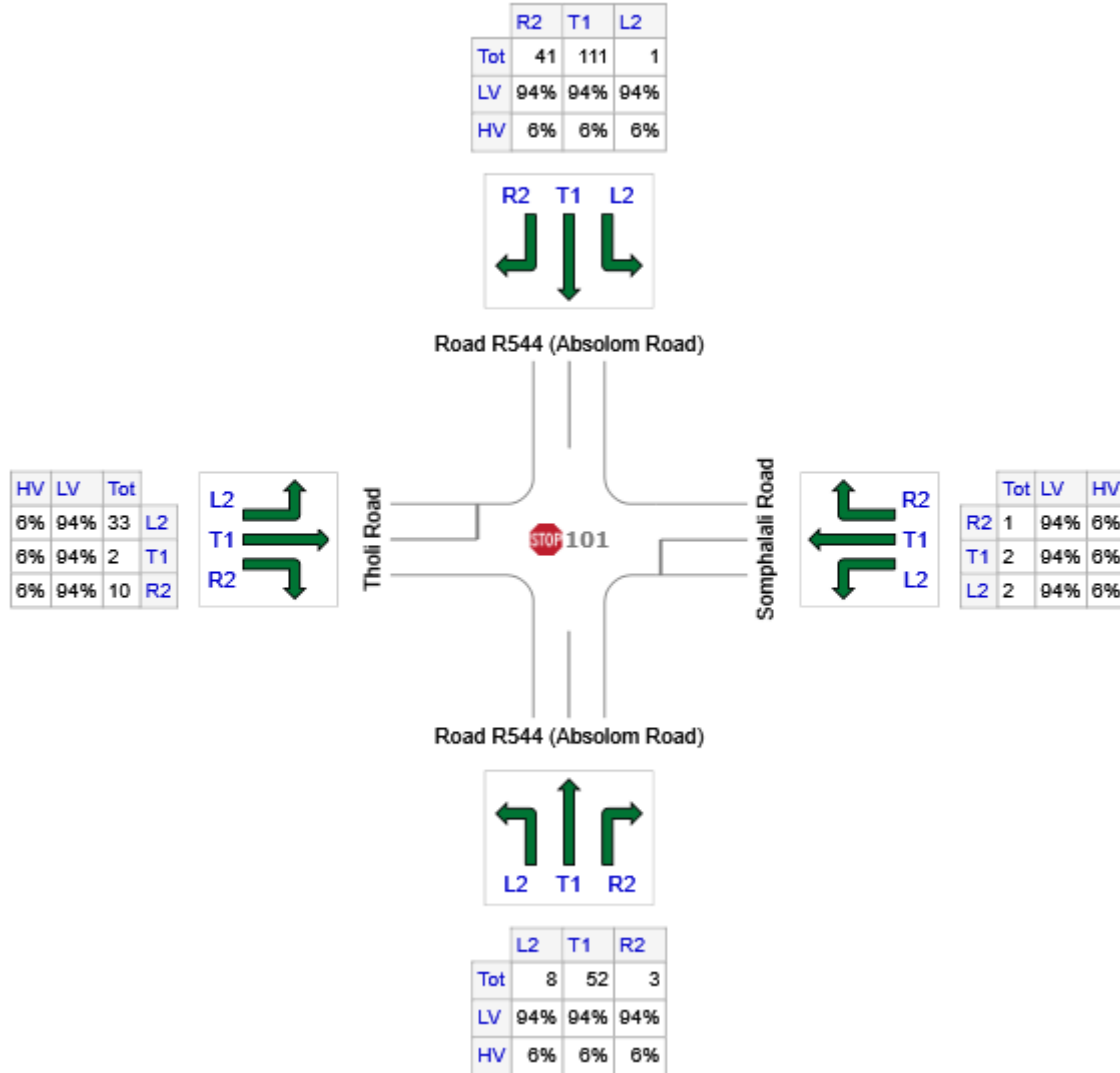 R2 T1 L2
Tot 41 111 1
LV 94% 94% 94%
HV 6% 6% 6%
R2 T1 L2
Road R544 (Absolom Road)
HV LV Tot
6% 94% 33 L2
6% 94% 2 T1
6% 94% 10 R2
L2
T1
R2
Tholi Road
STOP 101
Somphalali Road
R2
T1
L2
Tot LV HV
R2 1 94% 6%
T1 2 94% 6%
L2 2 94% 6%
Road R544 (Absolom Road)
L2 T1 R2
L2 T1 R2
Tot 8 52 3
LV 94% 94% 94%
HV 6% 6% 6%